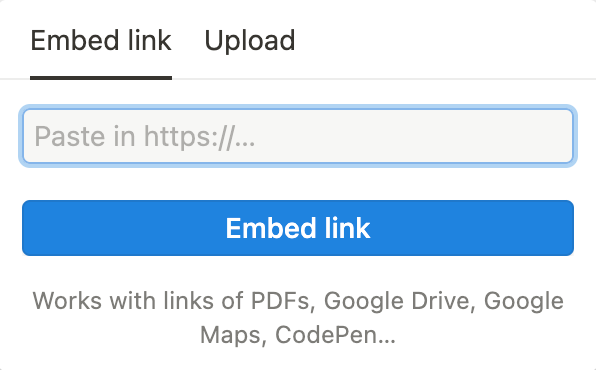 Embed link Upload
Paste in https://...
Embed link
Works with links of PDFs, Google Drive, Google
Maps, CodePen...